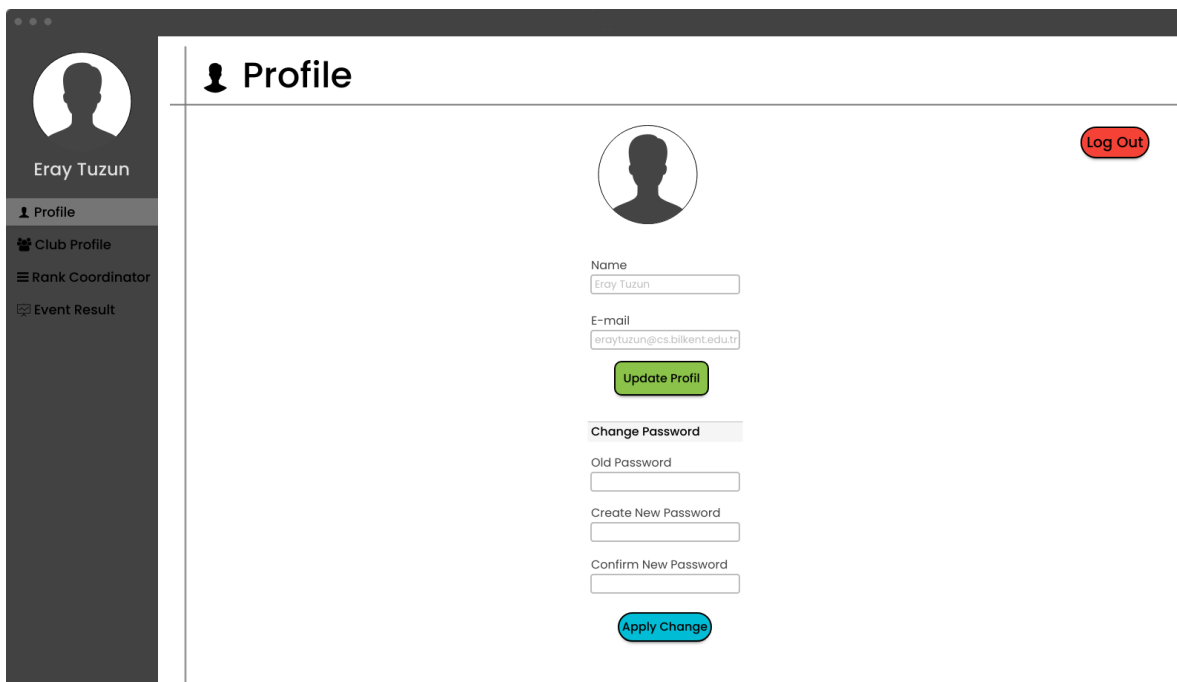 Eray Tuzun
Profile
Club Profile
Rank Coordinator
Event Result
Profile
Log Out
Name
Eray Tuzun
E-mail
eraytuzun@cs.bilkent.edu.tr
Update Profil
Change Password
Old Password
Create New Password
Confirm New Password
Apply Change